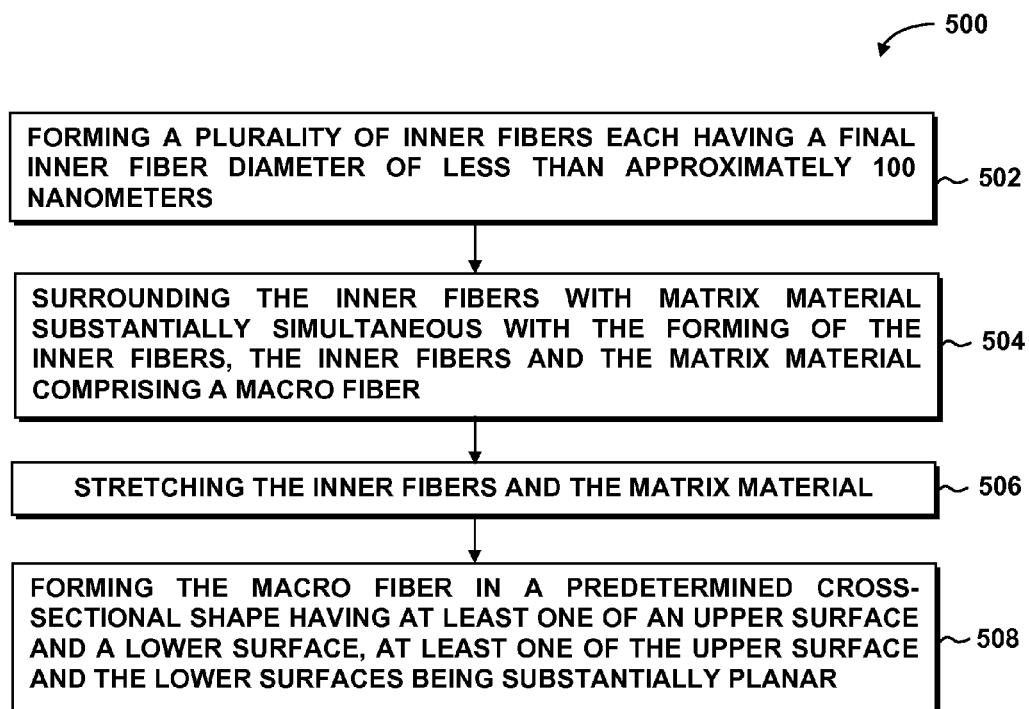 500
FORMING A PLURALITY OF INNER FIBERS EACH HAVING A FINAL
INNER FIBER DIAMETER OF LESS THAN APPROXIMATELY 100
NANOMETERS
502
SURROUNDING THE INNER FIBERS WITH MATRIX MATERIAL
SUBSTANTIALLY SIMULTANEOUS WITH THE FORMING OF THE
INNER FIBERS, THE INNER FIBERS AND THE MATRIX MATERIAL
COMPRISING A MACRO FIBER
504
STRETCHING THE INNER FIBERS AND THE MATRIX MATERIAL
506
FORMING THE MACRO FIBER IN A PREDETERMINED CROSS-
SECTIONAL SHAPE HAVING AT LEAST ONE OF AN UPPER SURFACE
AND A LOWER SURFACE, AT LEAST ONE OF THE UPPER SURFACE
AND THE LOWER SURFACES BEING SUBSTANTIALLY PLANAR
508